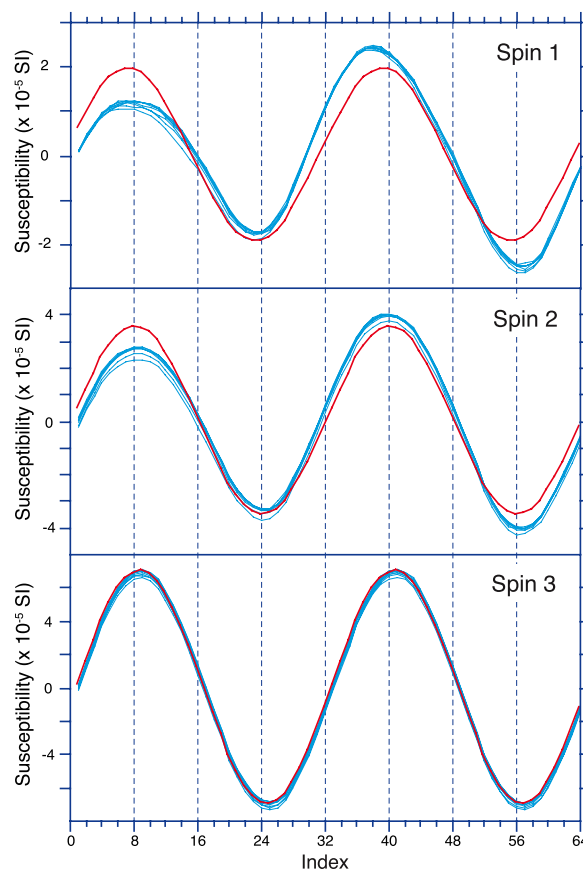 Spin 1
Susceptibility (x 10-5 SI)
2
0
-2
Spin 2
Susceptibility (x 10-5 SI)
4
0
-4
Spin 3
Susceptibility (x 10-5 SI)
4
0
-4
0 8 16 24 32 40 48 56 64
Index